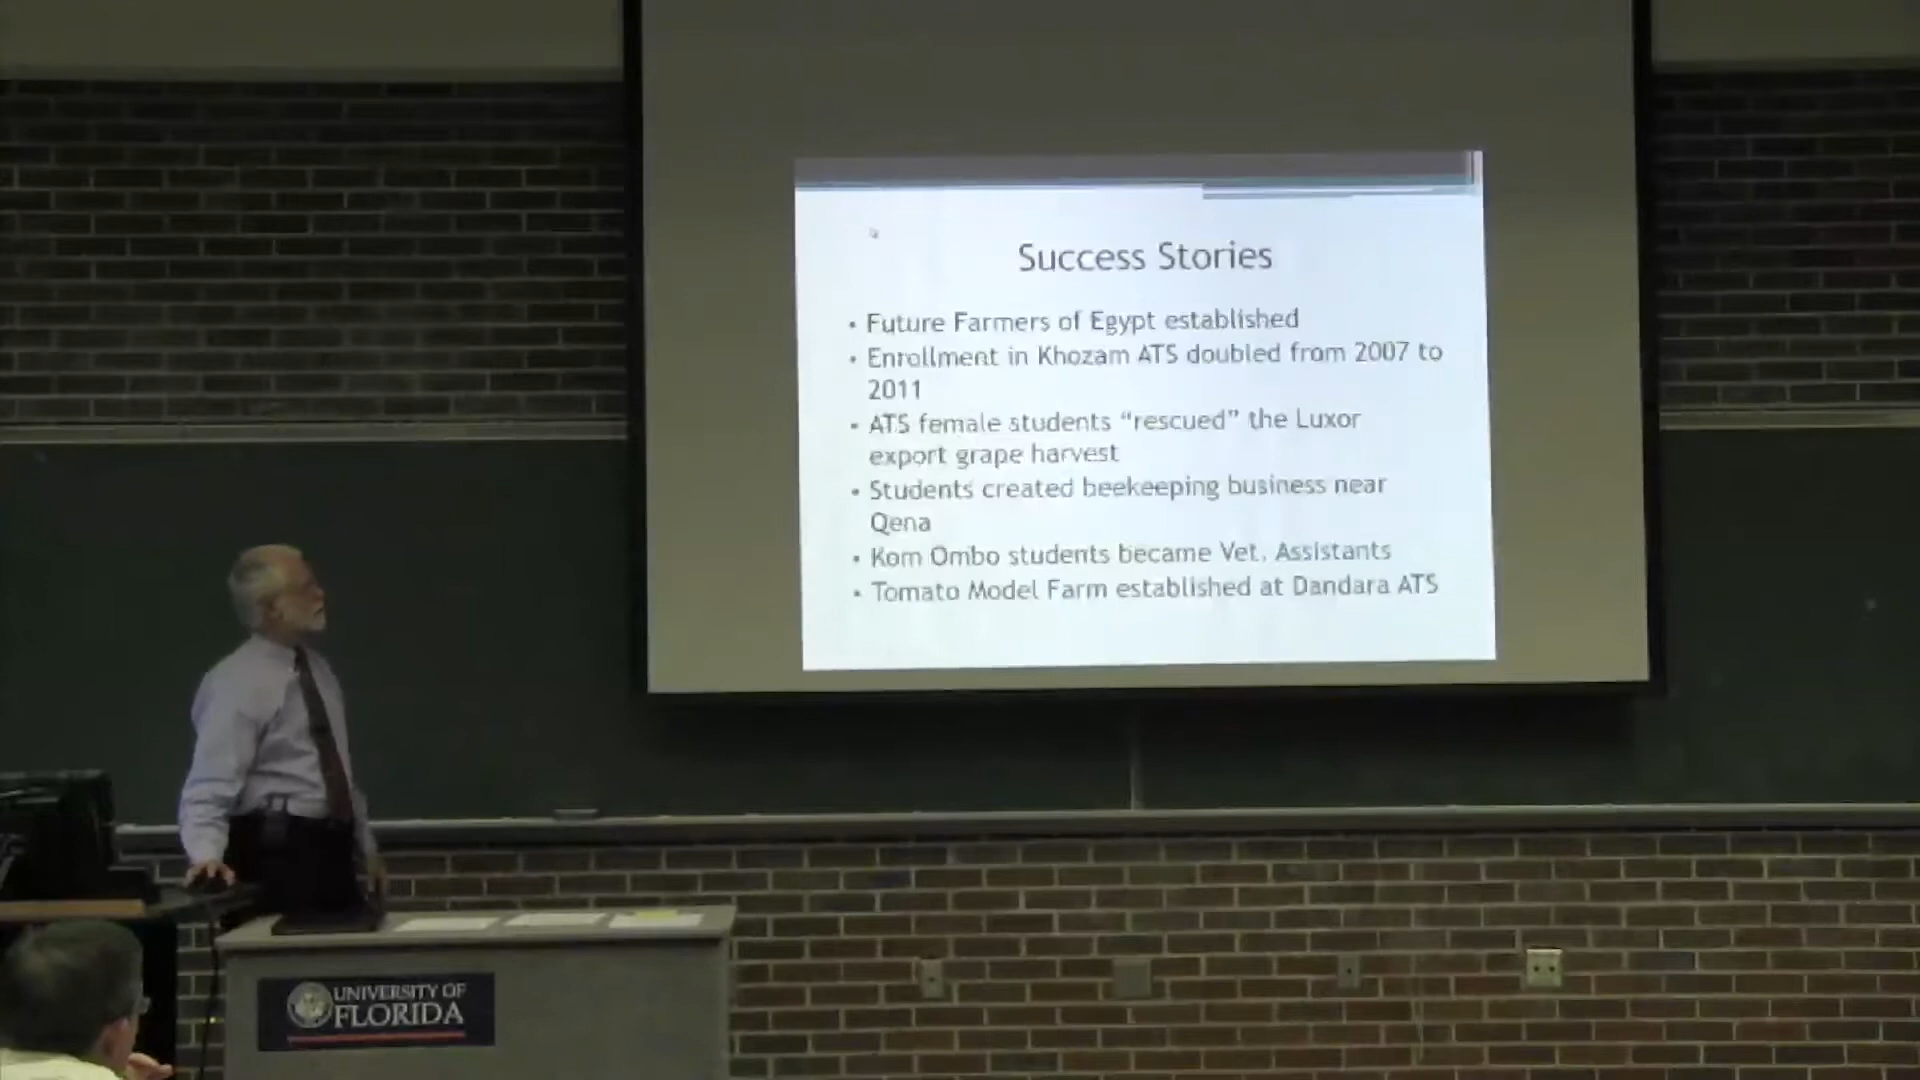 Success Stories
• Future Farmers of Egypt established
• Enrollment in Khozam ATS doubled from 2007 to
2011
• ATS female students “rescued” the Luxor
export grape harvest
• Students created beekeeping business near
Qena
• Kom Ombo students became Vet. Assistants
• Tomato Model Farm established at Dandara ATS
UNIVERSITY OF
FLORIDA